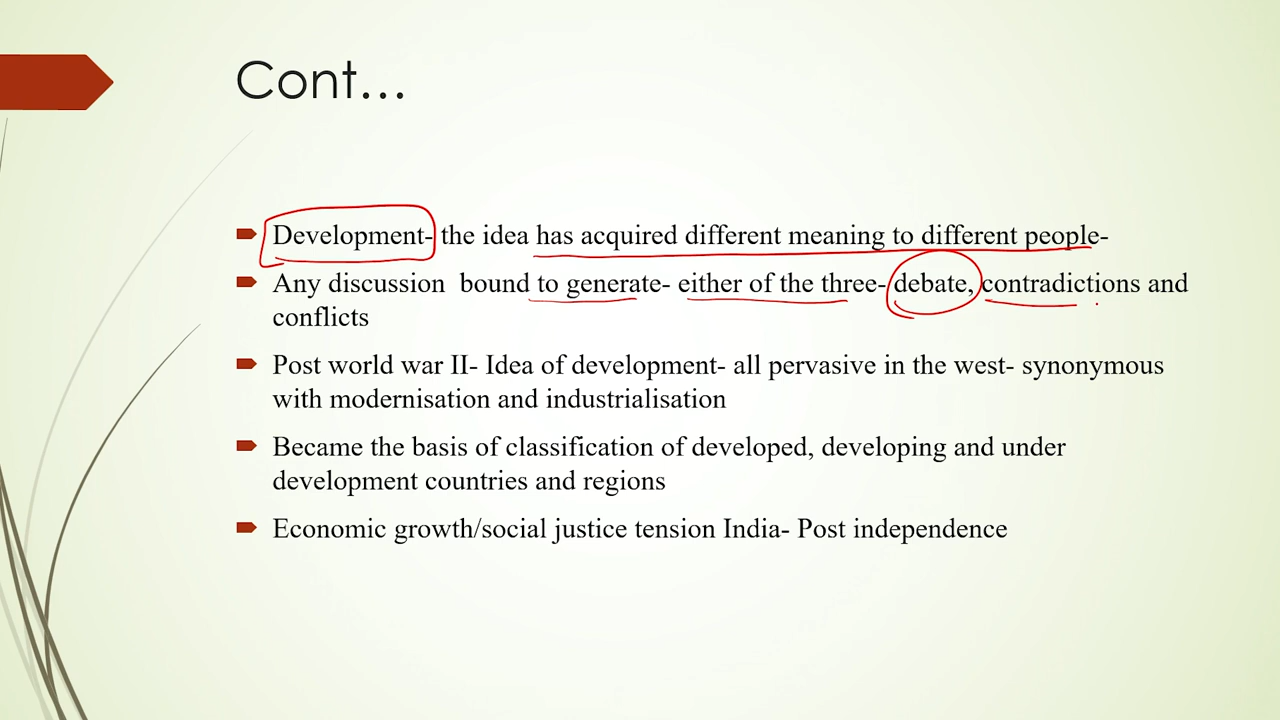 Cont…
Development- the idea has acquired different meaning to different people-
Any discussion bound to generate- either of the three- debate, contradictions and
conflicts
Post world war II- Idea of development- all pervasive in the west- synonymous
with modernisation and industrialisation
Became the basis of classification of developed, developing and under
development countries and regions
Economic growth/social justice tension India- Post independence